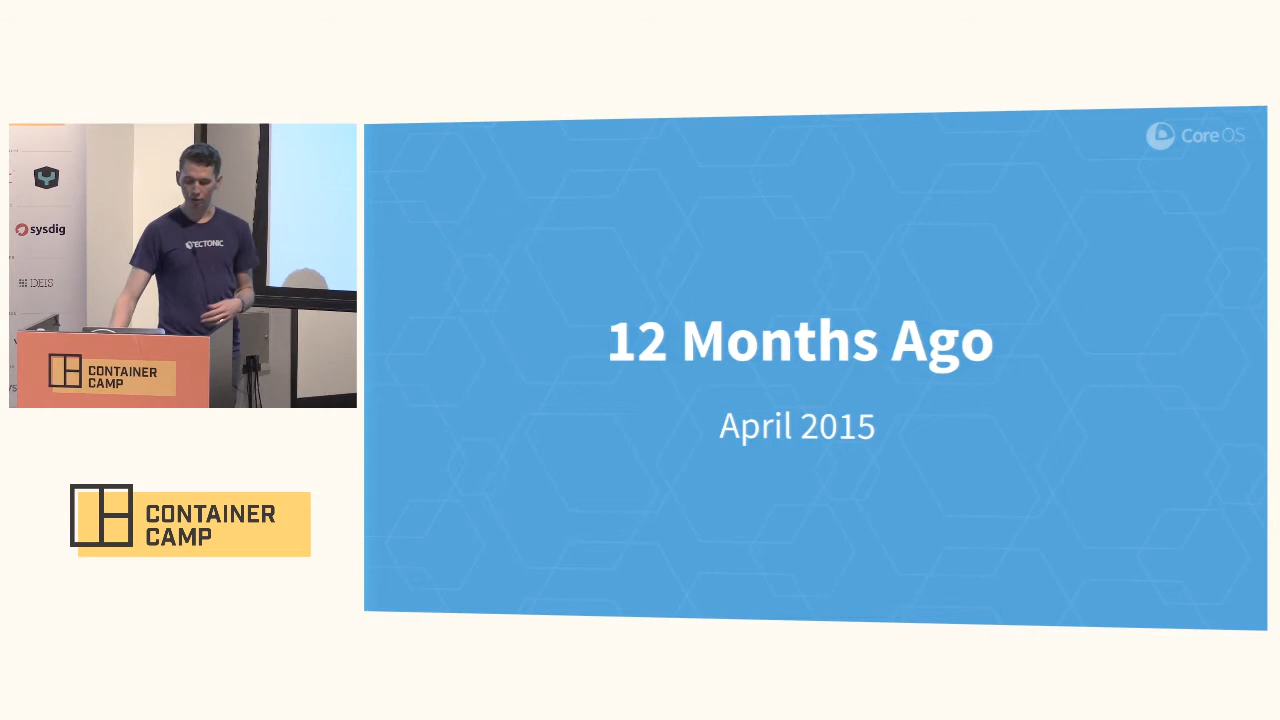 sysdig
DEIS
TECTONIC
CONTAINER
CAMP
CoreOS
12 Months Ago
April 2015
CONTAINER
CAMP